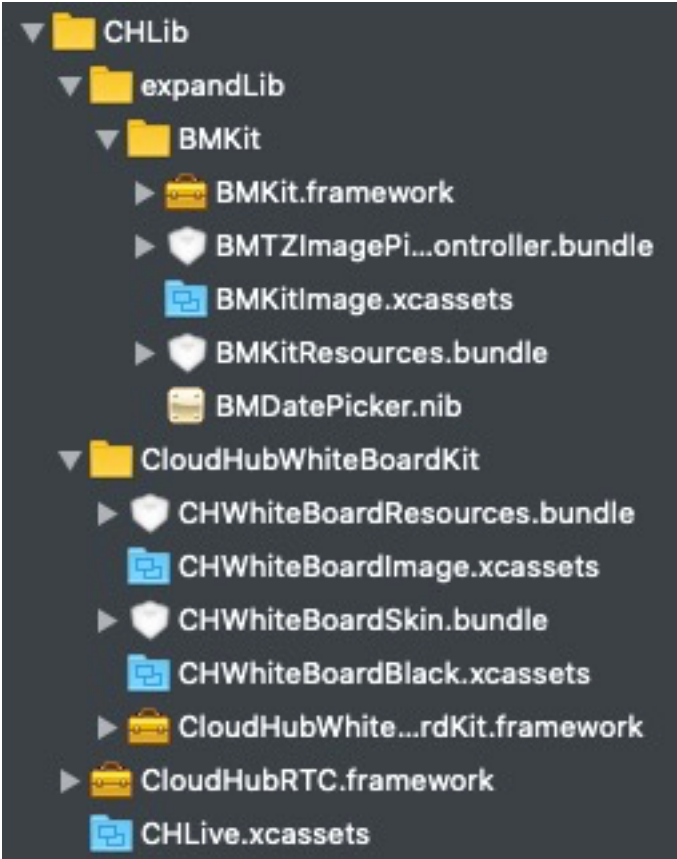 CHLib
expandLib
BMKit
BMKit.framework
BMTZImagePi...ontroller.bundle
BMKitImage.xcassets
BMKitResources.bundle
BMDatePicker.nib
CloudHubWhiteBoardKit
CHWhiteBoardResources.bundle
CHWhiteBoardImage.xcassets
CHWhiteBoardSkin.bundle
CHWhiteBoardBlack.xcassets
CloudHubWhite...rdKit.framework
CloudHubRTC.framework
CHLive.xcassets